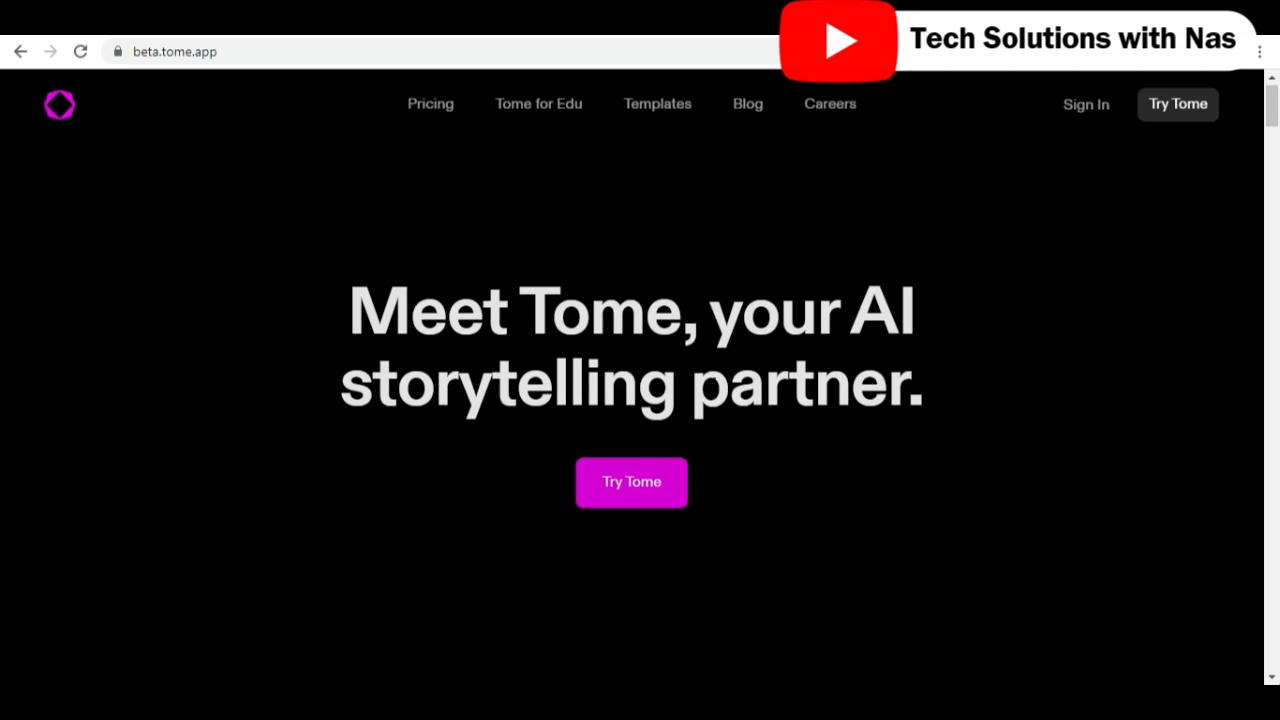 Tech Solutions with Nas
beta.tome.app
Pricing Tome for Edu Templates Blog Careers Sign In Try Tome
Meet Tome, your AI
storytelling partner.
Try Tome